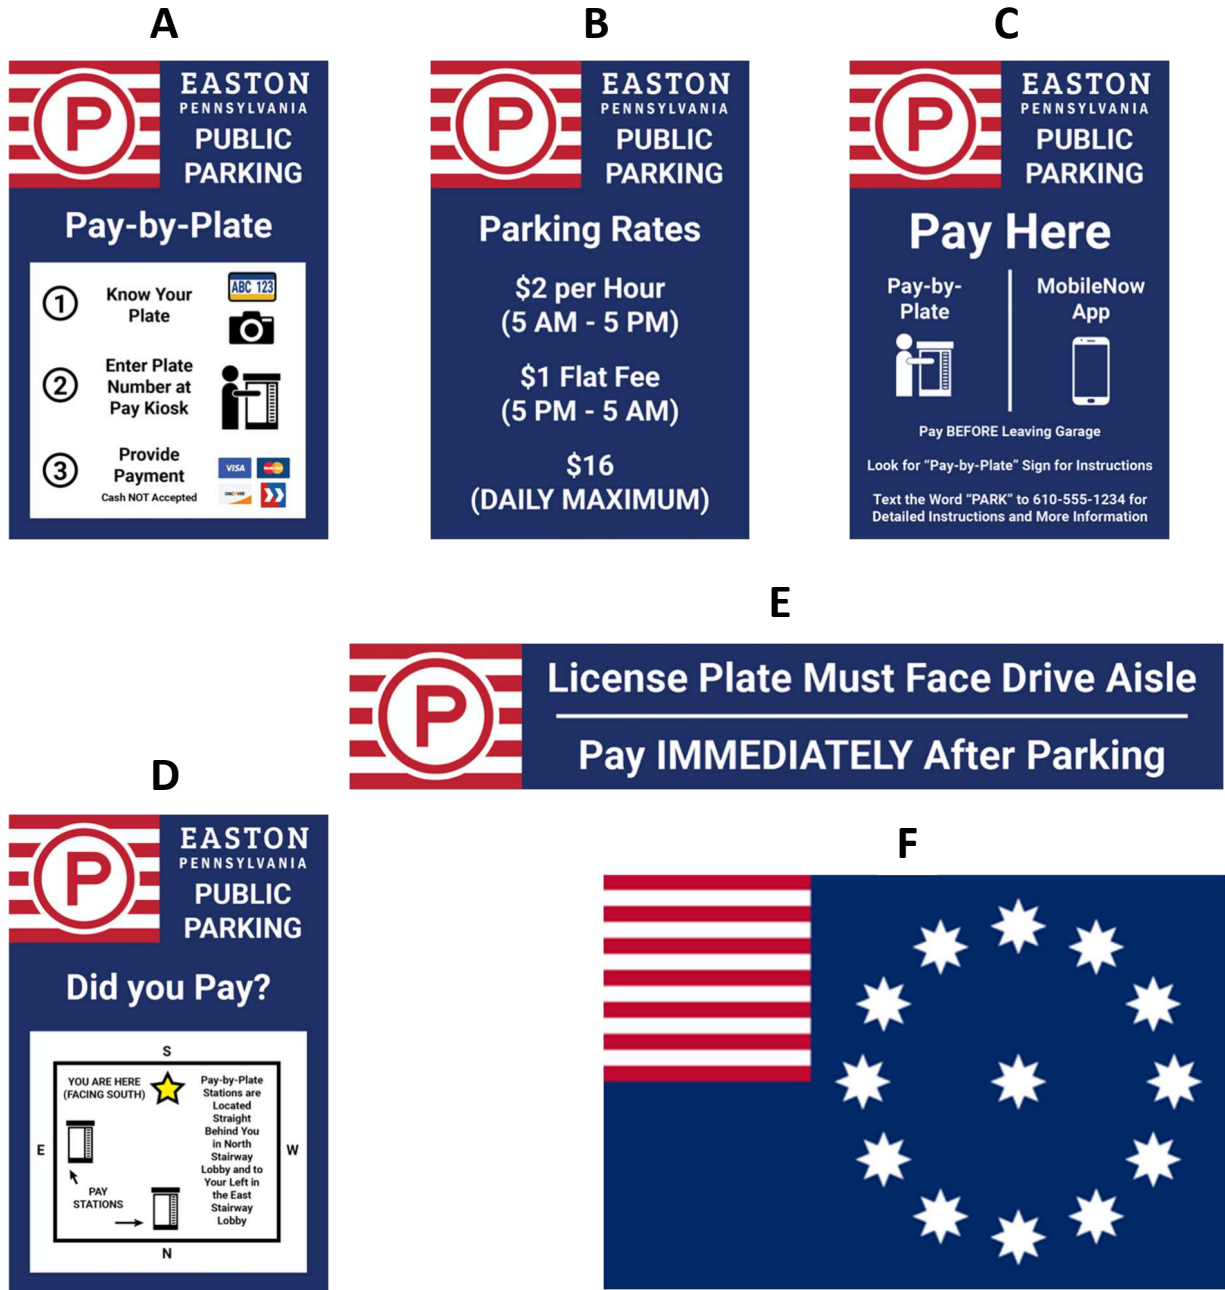 A
P
EASTON
PENNSYLVANIA
PUBLIC
PARKING
Pay-by-Plate
1
Know Your
Plate
ABC 123
2
Enter Plate
Number at
Pay Kiosk
3
Provide
Payment
Cash NOT Accepted
VISA
DISCOVER
B
P
EASTON
PENNSYLVANIA
PUBLIC
PARKING
Parking Rates
$2 per Hour
(5 AM - 5 PM)
$1 Flat Fee
(5 PM - 5 AM)
$16
(DAILY MAXIMUM)
C
P
EASTON
PENNSYLVANIA
PUBLIC
PARKING
Pay Here
Pay-by-
Plate
MobileNow
App
Pay BEFORE Leaving Garage
Look for “Pay-by-Plate” Sign for Instructions
Text the Word “PARK” to 610-555-1234 for
Detailed Instructions and More Information
E
P
License Plate Must Face Drive Aisle
Pay IMMEDIATELY After Parking
D
P
EASTON
PENNSYLVANIA
PUBLIC
PARKING
Did you Pay?
S
YOU ARE HERE
(FACING SOUTH)
E
PAY
STATIONS
Pay-by-Plate
Stations are
Located
Straight
Behind You
in North
Stairway
Lobby and to
Your Left in
the East
Stairway
Lobby
W
N
F